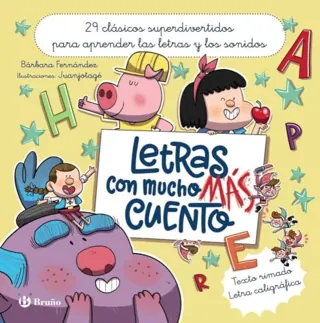 29 clásicos superdivertidos
para aprender las letras y los sonidos
Bárbara Fernández
Ilustraciones: Juanjolagé
A
H
P
Letras
con mucho MÁS
cuento
E
R
R
Texto rimado
Letra caligráfica
Bruño